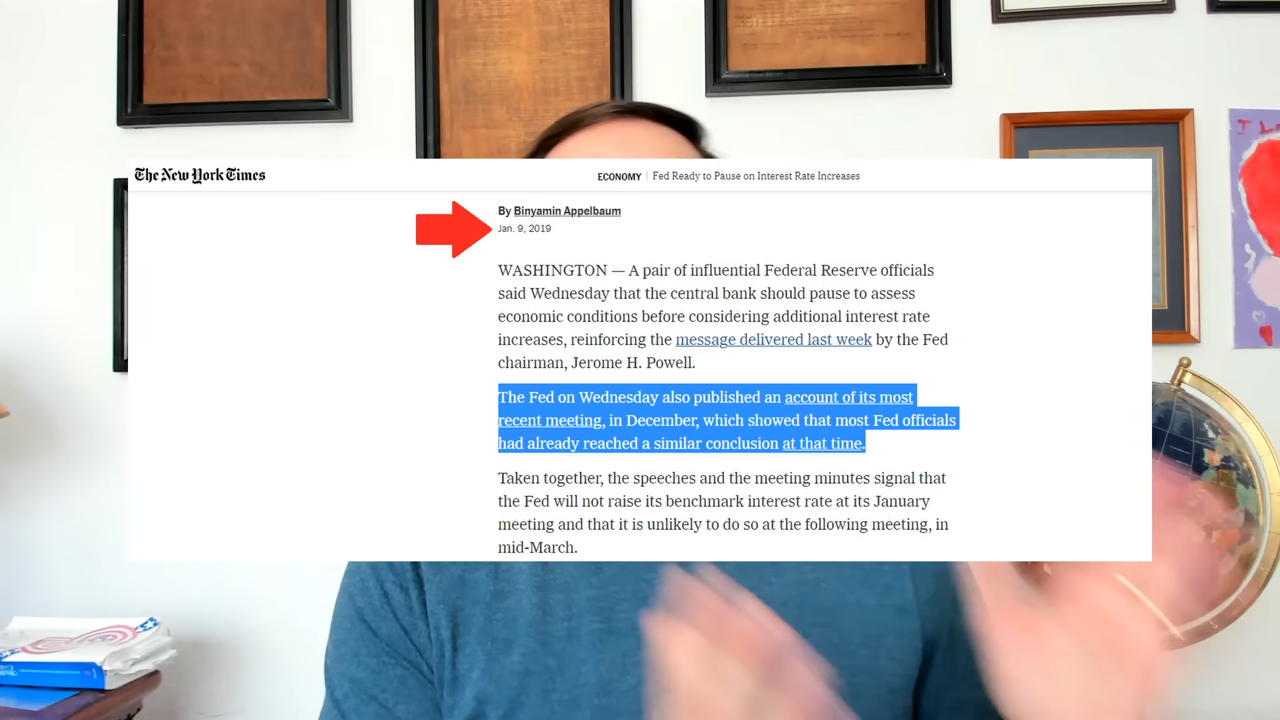 The New York Times
ECONOMY | Fed Ready to Pause on Interest Rate Increases
By Binyamin Appelbaum
Jan. 9, 2019
WASHINGTON — A pair of influential Federal Reserve officials
said Wednesday that the central bank should pause to assess
economic conditions before considering additional interest rate
increases, reinforcing the message delivered last week by the Fed
chairman, Jerome H. Powell.
The Fed on Wednesday also published an account of its most
recent meeting, in December, which showed that most Fed officials
had already reached a similar conclusion at that time.
Taken together, the speeches and the meeting minutes signal that
the Fed will not raise its benchmark interest rate at its January
meeting and that it is unlikely to do so at the following meeting, in
mid-March.